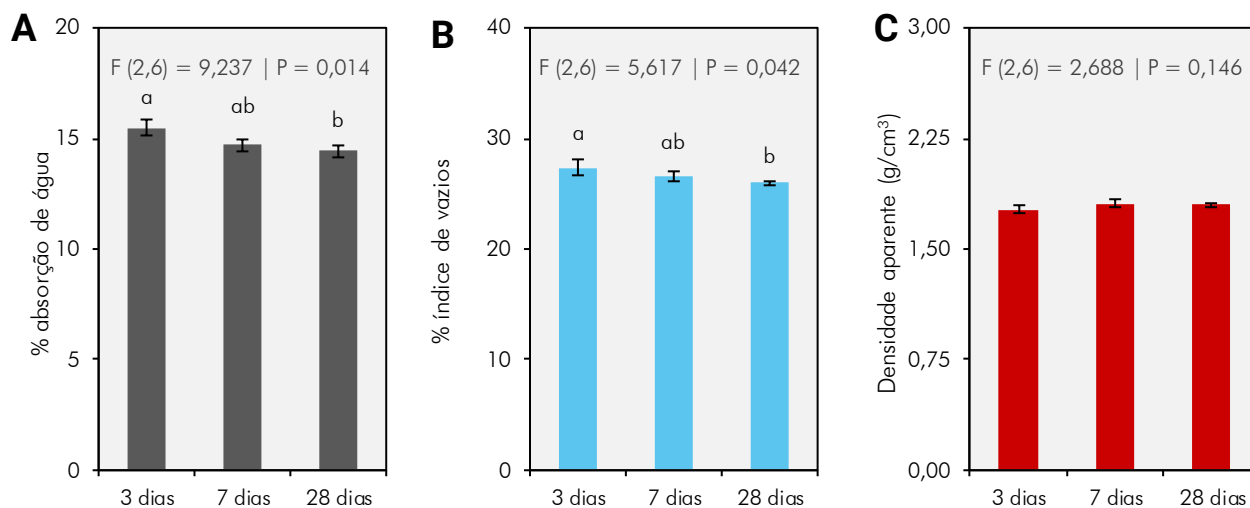 A
% absorção de água
20
15
10
5
0
F (2,6) = 9,237 | P = 0,014
a
ab
b
3 dias
7 dias
28 dias
B
% índice de vazios
40
30
20
10
0
F (2,6) = 5,617 | P = 0,042
a
ab
b
3 dias
7 dias
28 dias
C
Densidade aparente (g/cm³)
3,00
2,25
1,50
0,75
0,00
F (2,6) = 2,688 | P = 0,146
3 dias
7 dias
28 dias